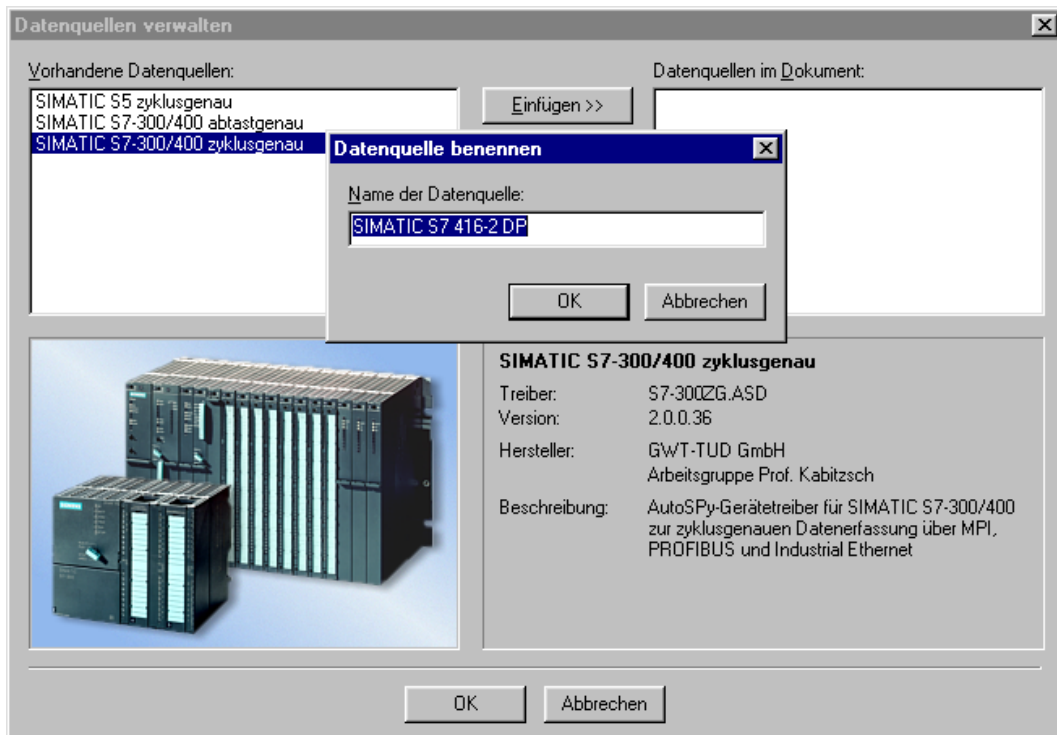 Datenquellen verwalten
Vorhandene Datenquellen:
Datenquellen im Dokument:
SIMATIC S5 zyklusgenau
SIMATIC S7-300/400 abtastgenau
SIMATIC S7-300/400 zyklusgenau
Einfügen >>
Datenquelle benennen
Name der Datenquelle:
SIMATIC S7 416-2 DP
OK
Abbrechen
SIMATIC S7-300/400 zyklusgenau
Treiber: S7-300ZG.ASD
Version: 2.0.0.36
Hersteller: GWT-TUD GmbH
Arbeitsgruppe Prof. Kabitzsch
Beschreibung: AutoSPy-Gerätetreiber für SIMATIC S7-300/400
zur zyklusgenauen Datenerfassung über MPI,
PROFIBUS und Industrial Ethernet
OK
Abbrechen